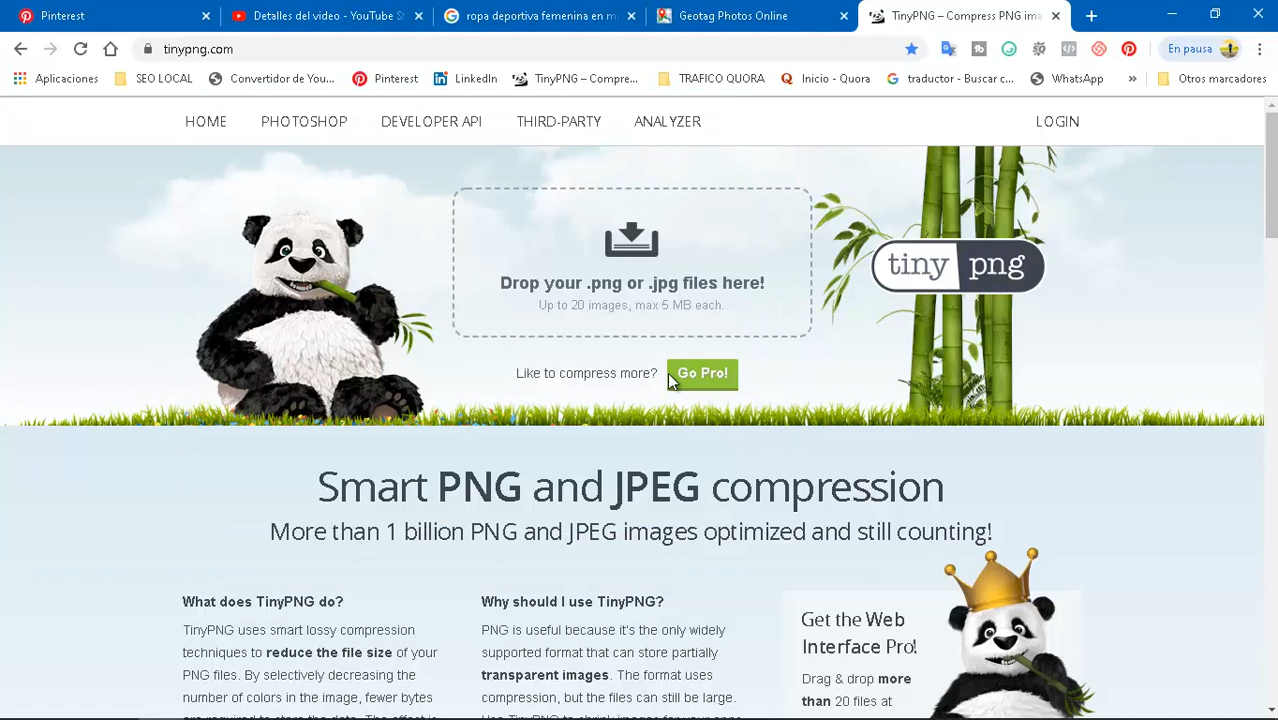 Pinterest
Detalles del video - YouTube St
ropa deportiva femenina en m
Geotag Photos Online
TinyPNG – Compress PNG ima
tinypng.com
En pausa
Aplicaciones
SEO LOCAL
Convertidor de You...
Pinterest
LinkedIn
TinyPNG – Compre...
TRAFICO QUORA
Inicio - Quora
traductor - Buscar c...
WhatsApp
»
Otros marcadores
HOME
PHOTOSHOP
DEVELOPER API
THIRD-PARTY
ANALYZER
LOGIN
tiny png
Drop your .png or .jpg files here!
Up to 20 images, max 5 MB each.
Like to compress more?
Go Pro!
Smart PNG and JPEG compression
More than 1 billion PNG and JPEG images optimized and still counting!
What does TinyPNG do?
TinyPNG uses smart lossy compression
techniques to reduce the file size of your
PNG files. By selectively decreasing the
number of colors in the image, fewer bytes
Why should I use TinyPNG?
PNG is useful because it's the only widely
supported format that can store partially
transparent images. The format uses
compression, but the files can still be large.
Get the Web
Interface Pro!
Drag & drop more
than 20 files at